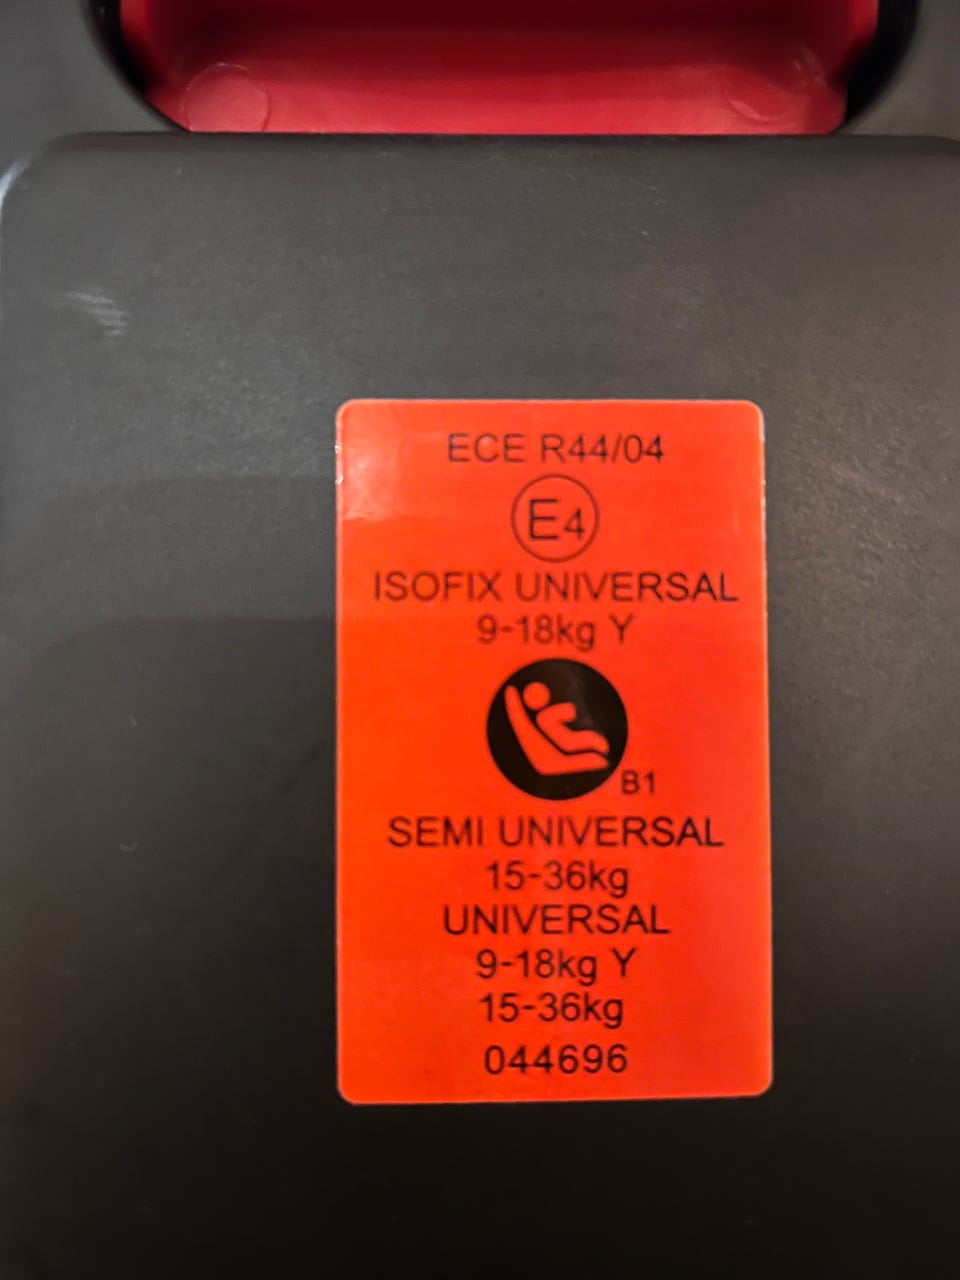 ECE R44/04
E4
ISOFIX UNIVERSAL
9-18kg Y
B1
SEMI UNIVERSAL
15-36kg
UNIVERSAL
9-18kg Y
15-36kg
044696